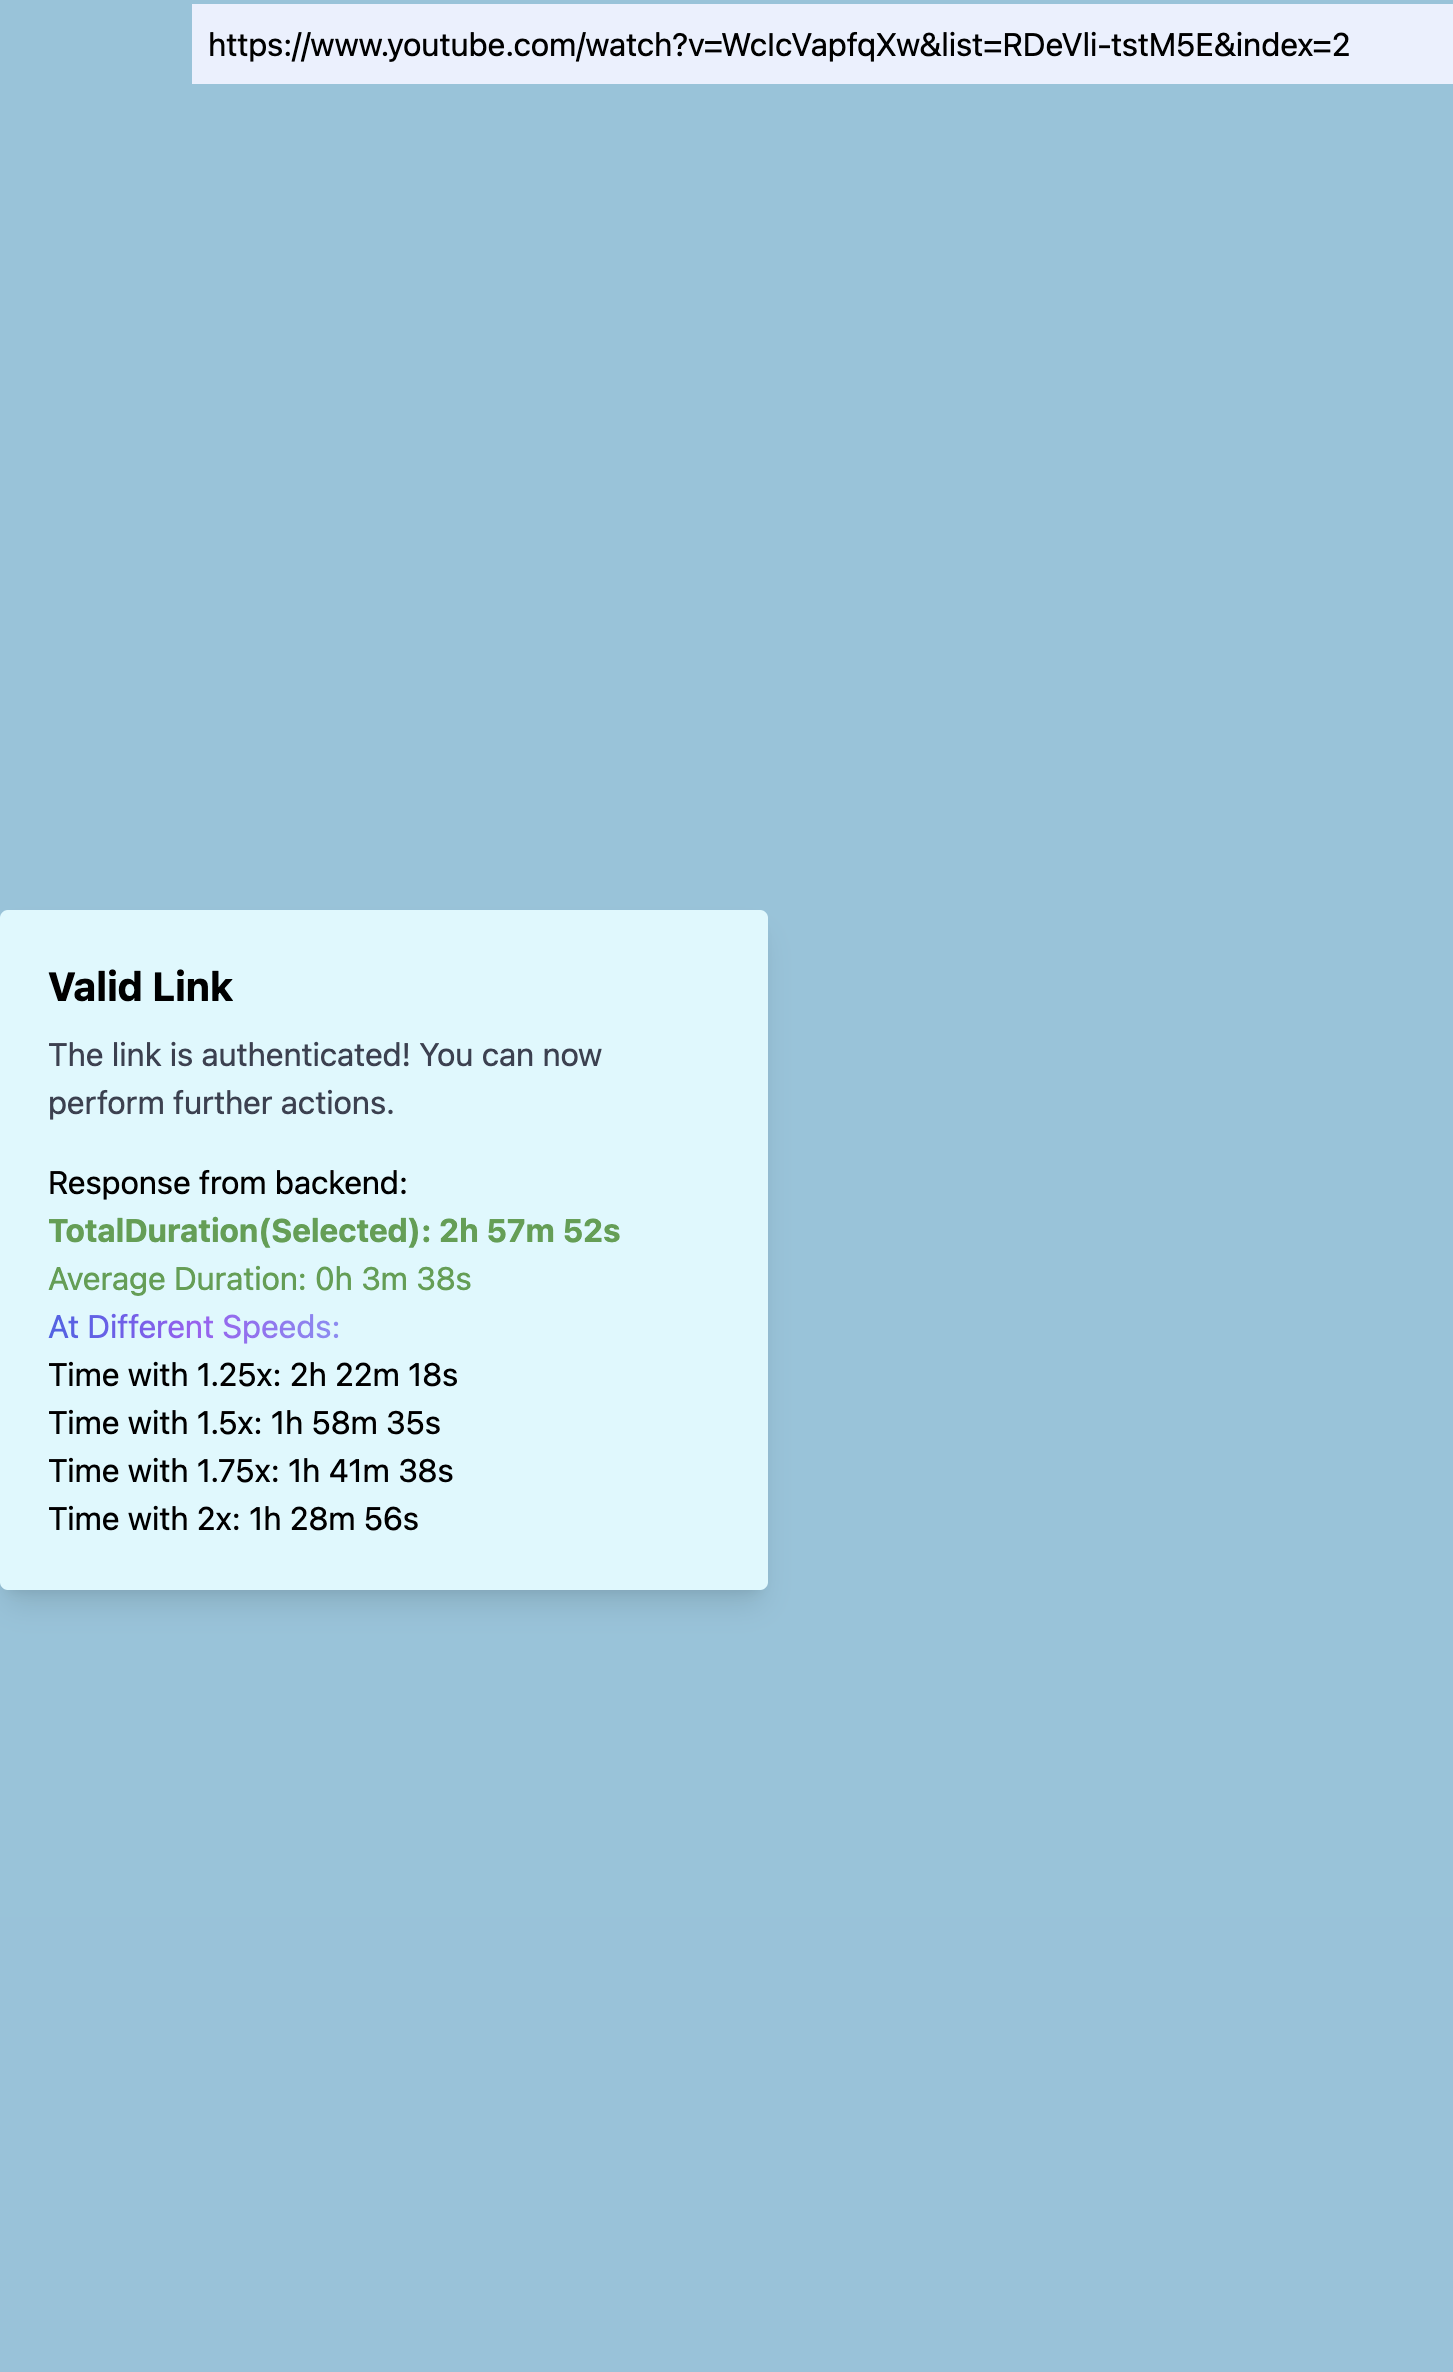 https://www.youtube.com/watch?v=WcIcVapfqXw&list=RDeVli-tstM5E&index=2
Valid Link
The link is authenticated! You can now
perform further actions.
Response from backend:
TotalDuration(Selected): 2h 57m 52s
Average Duration: 0h 3m 38s
At Different Speeds:
Time with 1.25x: 2h 22m 18s
Time with 1.5x: 1h 58m 35s
Time with 1.75x: 1h 41m 38s
Time with 2x: 1h 28m 56s